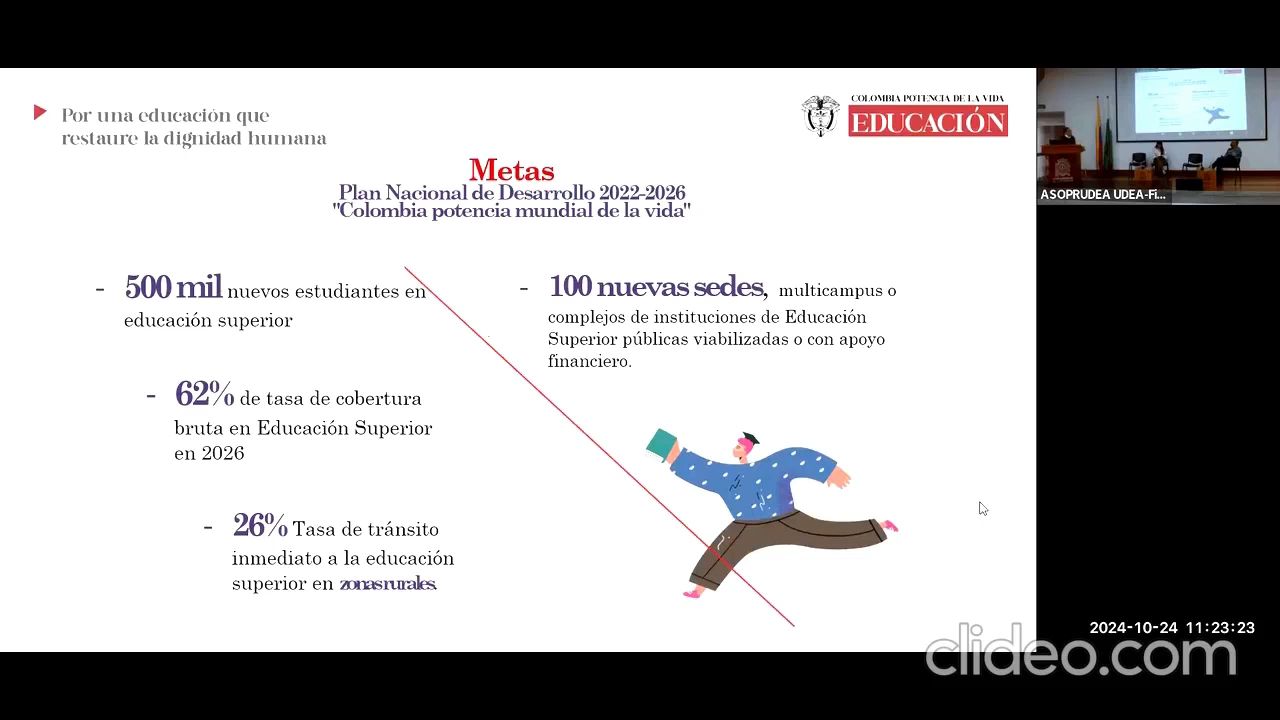 Por una educación que
restaure la dignidad humana
COLOMBIA POTENCIA DE LA VIDA
EDUCACIÓN
Metas
Plan Nacional de Desarrollo 2022-2026
"Colombia potencia mundial de la vida"
- 500 mil nuevos estudiantes en
educación superior
- 62% de tasa de cobertura
bruta en Educación Superior
en 2026
- 26% Tasa de tránsito
inmediato a la educación
superior en zonas rurales.
- 100 nuevas sedes, multicampus o
complejos de instituciones de Educación
Superior públicas viabilizadas o con apoyo
financiero.
ASOPRUDEA UDEA-Fi...
2024-10-24 11:23:23
clideo.com